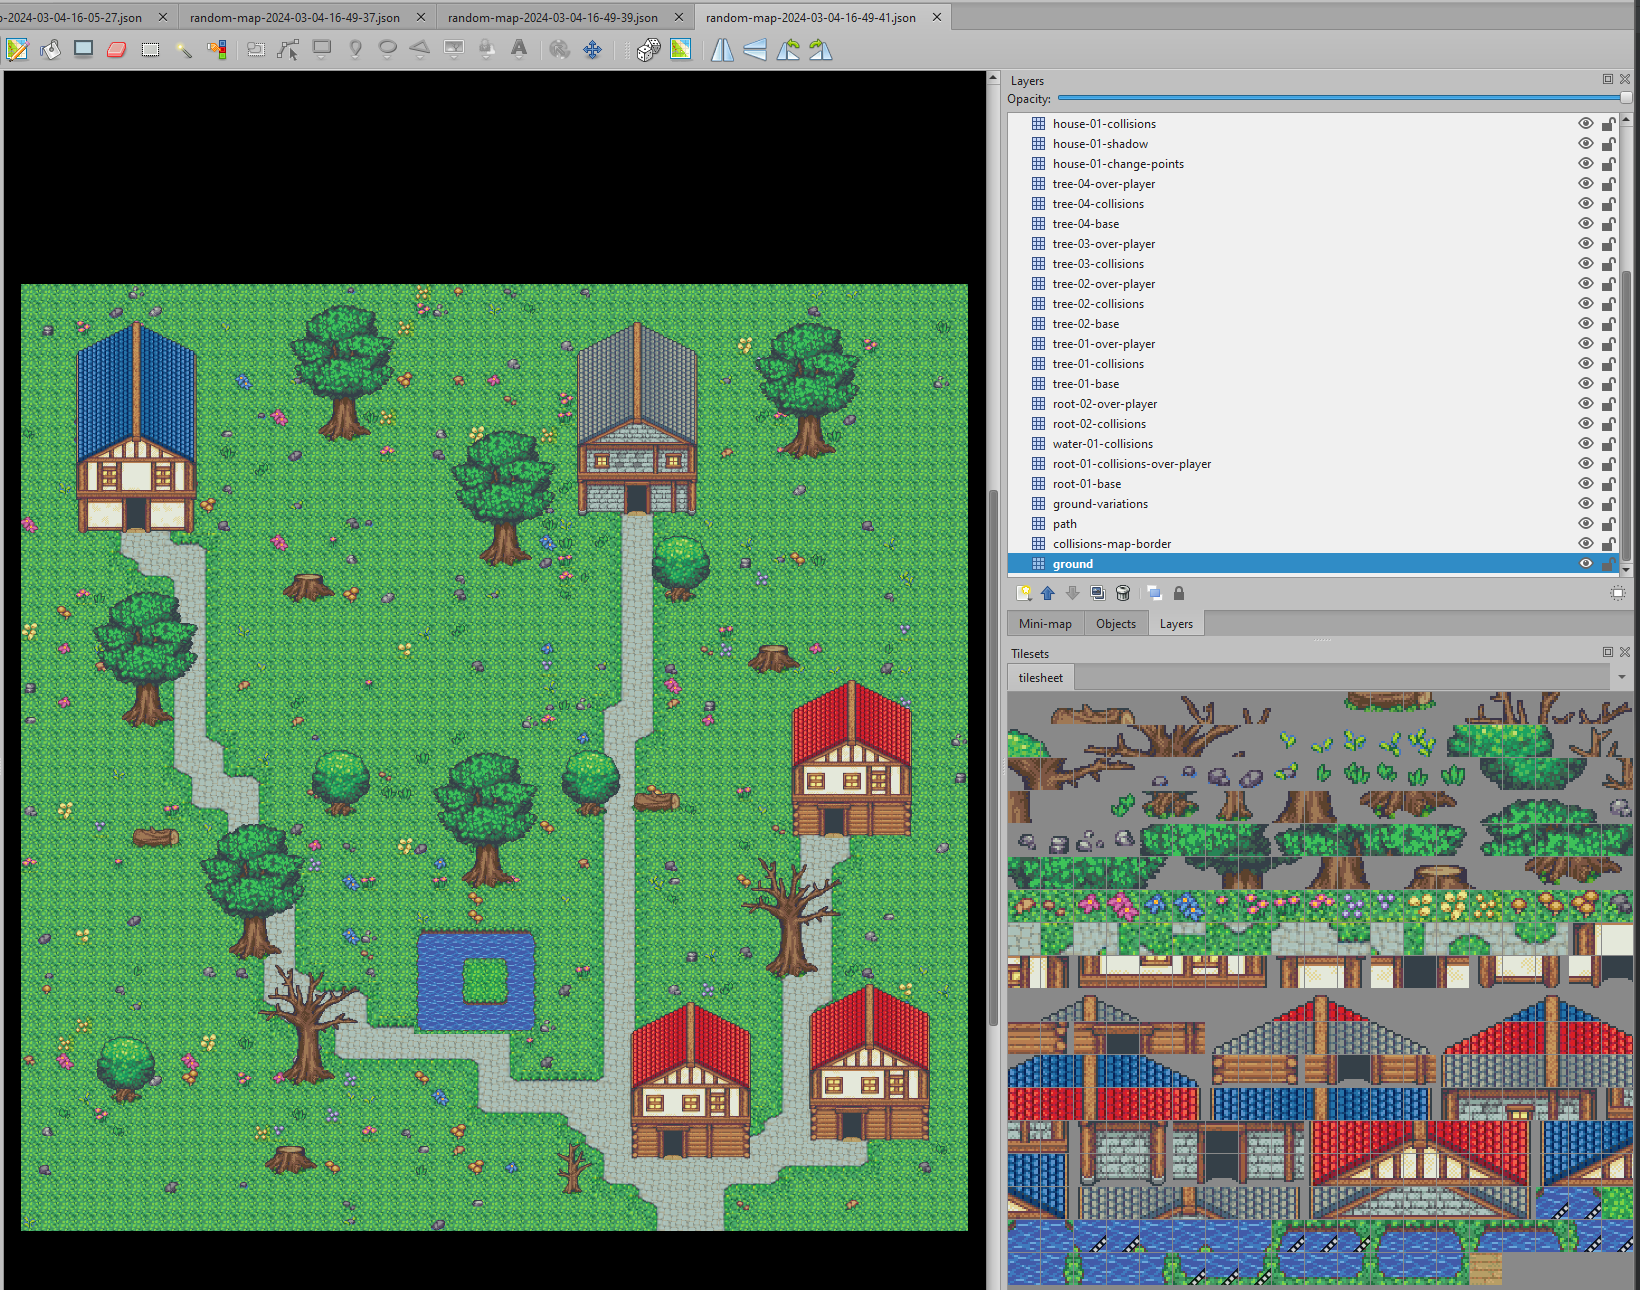 p-2024-03-04-16-05-27.json
random-map-2024-03-04-16-49-37.json
random-map-2024-03-04-16-49-39.json
random-map-2024-03-04-16-49-41.json
Layers
Opacity:
house-01-collisions
house-01-shadow
house-01-change-points
tree-04-over-player
tree-04-collisions
tree-04-base
tree-03-over-player
tree-03-collisions
tree-02-over-player
tree-02-collisions
tree-02-base
tree-01-over-player
tree-01-collisions
tree-01-base
root-02-over-player
root-02-collisions
water-01-collisions
root-01-collisions-over-player
root-01-base
ground-variations
path
collisions-map-border
ground
Mini-map
Objects
Layers
Tilesets
tilesheet